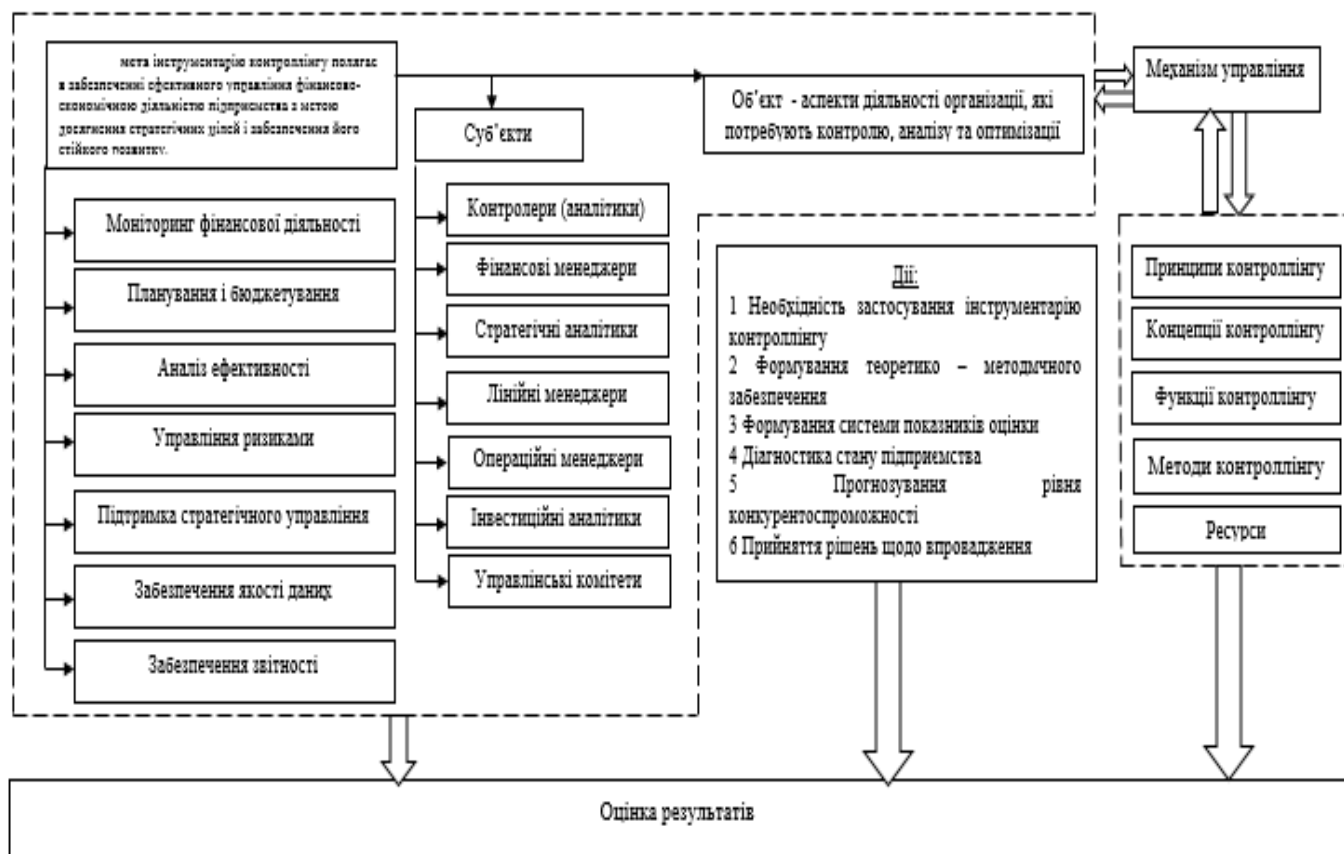 мета інструментарію контроллінгу полягає
в забезпеченні ефективного управління фінансово-
економічною діяльністю підприємства з метою
досягнення стратегічних цілей і забезпечення його
стійкого розвитку.
Суб’єкти
Об’єкт - аспекти діяльності організації, які
потребують контролю, аналізу та оптимізації
Механізм управління
Моніторинг фінансової діяльності
Планування і бюджетування
Аналіз ефективності
Управління ризиками
Підтримка стратегічного управління
Забезпечення якості даних
Забезпечення звітності
Контролери (аналітики)
Фінансові менеджери
Стратегічні аналітики
Лінійні менеджери
Операційні менеджери
Інвестиційні аналітики
Управлінські комітети
Дії:
1 Необхідність застосування інструментарію
контроллінгу
2 Формування теоретико – методмчного
забезпечення
3 Формування системи показників оцінки
4 Діагностика стану підприємства
5 Прогнозування рівня
конкурентоспроможності
6 Прийняття рішень щодо впровадження
Принципи контроллінгу
Концепції контроллінгу
Функції контроллінгу
Методи контроллінгу
Ресурси
Оцінка результатів